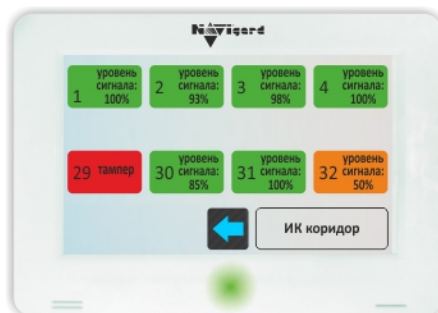 Navigard
1 уровень сигнала: 100%
2 уровень сигнала: 93%
3 уровень сигнала: 98%
4 уровень сигнала: 100%
29 тампер
30 уровень сигнала: 85%
31 уровень сигнала: 100%
32 уровень сигнала: 50%
ИК коридор